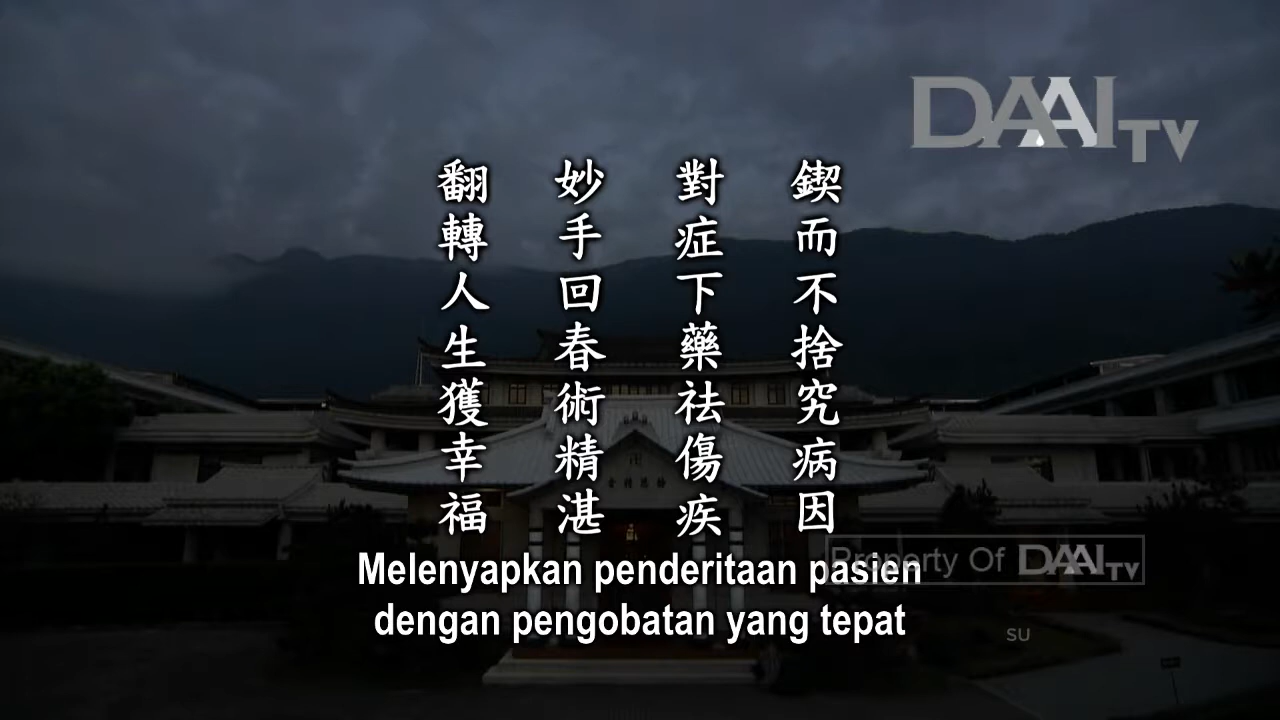 DAAI TV
鍥而不捨究病因
對症下藥祛傷疾
妙手回春術精湛
翻轉人生獲幸福
Melenyapkan penderitaan pasien
dengan pengobatan yang tepat
Property Of DAAI TV
SU